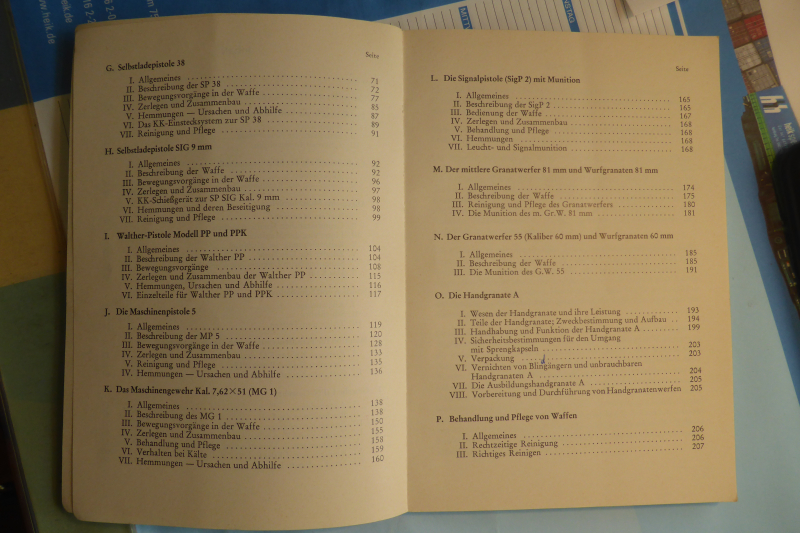 heik.de
Seite
G. Selbstladepistole 38
I. Allgemeines 71
II. Beschreibung der SP 38 72
III. Bewegungsvorgänge in der Waffe 77
IV. Zerlegen und Zusammenbau 83
V. Hemmungen — Ursachen und Abhilfe 87
VI. Das KK-Einstecksystem zur SP 38 89
VII. Reinigung und Pflege 91
H. Selbstladepistole SIG 9 mm
I. Allgemeines 92
II. Beschreibung der Waffe 92
III. Bewegungsvorgänge in der Waffe 96
IV. Zerlegen und Zusammenbau 97
V. KK-Schießgerät zur SP SIG Kal. 9 mm 98
VI. Hemmungen und deren Beseitigung 98
VII. Reinigung und Pflege 99
I. Walther-Pistole Modell PP und PPK
I. Allgemeines 104
II. Beschreibung der Walther PP 104
III. Bewegungsvorgänge 108
IV. Zerlegen und Zusammenbau der Walther PP 115
V. Hemmungen, Ursachen und Abhilfe 116
VI. Einzelteile für Walther PP und PPK 117
J. Die Maschinenpistole 5
I. Allgemeines 119
II. Beschreibung der MP 5 120
III. Bewegungsvorgänge in der Waffe 128
IV. Zerlegen und Zusammenbau 133
V. Reinigung und Pflege 135
VI. Hemmungen — Ursachen und Abhilfe 136
K. Das Maschinengewehr Kal. 7,62×51 (MG 1)
I. Allgemeines 138
II. Beschreibung des MG 1 138
III. Bewegungsvorgänge in der Waffe 150
IV. Zerlegen und Zusammenbau 155
V. Behandlung und Pflege 158
VI. Verhalten bei Kälte 159
VII. Hemmungen — Ursachen und Abhilfe 160
Seite
L. Die Signalpistole (SigP 2) mit Munition
I. Allgemeines 165
II. Beschreibung der SigP 2 165
III. Bedienung der Waffe 167
IV. Zerlegen und Zusammenbau 168
V. Behandlung und Pflege 168
VI. Hemmungen 168
VII. Leucht- und Signalmunition 168
M. Der mittlere Granatwerfer 81 mm und Wurfgranaten 81 mm
I. Allgemeines 174
II. Beschreibung der Waffe 175
III. Reinigung und Pflege des Granatwerfers 180
IV. Die Munition des m. Gr.W. 81 mm 181
N. Der Granatwerfer 55 (Kaliber 60 mm) und Wurfgranaten 60 mm
I. Allgemeines 185
II. Beschreibung der Waffe 185
III. Die Munition des G.W. 55 191
O. Die Handgranate A
I. Wesen der Handgranate und ihre Leistung 193
II. Teile der Handgranate; Zweckbestimmung und Aufbau 194
III. Handhabung und Funktion der Handgranate A 199
IV. Sicherheitsbestimmungen für den Umgang
mit Sprengkapseln 203
V. Verpackung 203
VI. Vernichten von Blindgängern und unbrauchbaren
Handgranaten A 204
VII. Die Ausbildungshandgranate A 205
VIII. Vorbereitung und Durchführung von Handgranatenwerfen 205
P. Behandlung und Pflege von Waffen
I. Allgemeines 206
II. Rechtzeitige Reinigung 206
III. Richtiges Reinigen 207